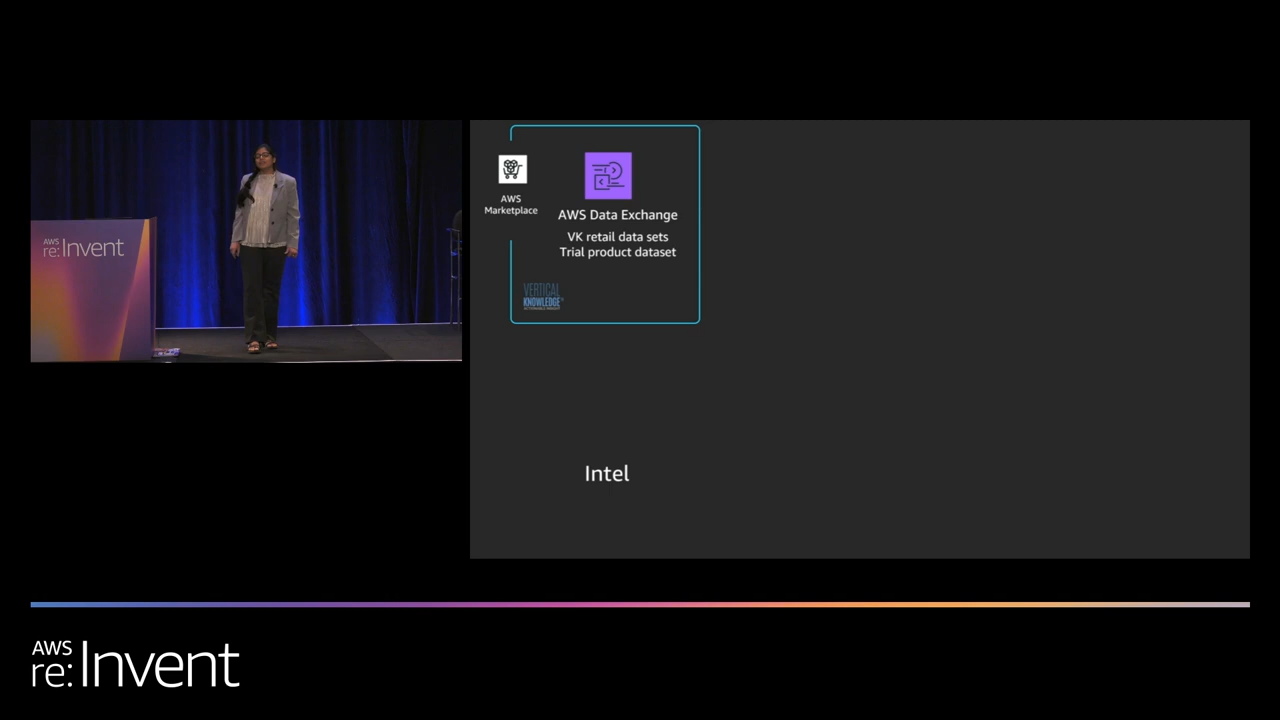 AWS
re:Invent
AWS
Marketplace
AWS Data Exchange
VK retail data sets
Trial product dataset
VERTICAL
KNOWLEDGE
Intel
AWS
re:Invent